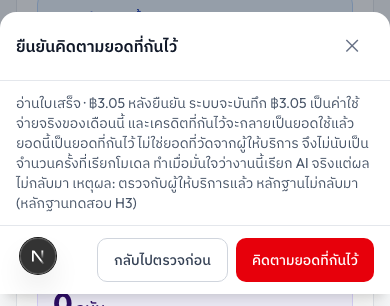 ยืนยันคิดตามยอดที่กันไว้
อ่านใบเสร็จ · ฿3.05 หลังยืนยัน ระบบจะบันทึก ฿3.05 เป็นค่าใช้
จ่ายจริงของเดือนนี้ และเครดิตที่กันไว้จะกลายเป็นยอดใช้แล้ว
ยอดนี้เป็นยอดที่กันไว้ ไม่ใช่ยอดที่วัดจากผู้ให้บริการ จึงไม่นับเป็น
จำนวนครั้งที่เรียกโมเดล ทำเมื่อมั่นใจว่างานนี้เรียก AI จริงแต่ผล
ไม่กลับมา เหตุผล: ตรวจกับผู้ให้บริการแล้ว หลักฐานไม่กลับมา
(หลักฐานทดสอบ H3)
N
กลับไปตรวจก่อน
คิดตามยอดที่กันไว้